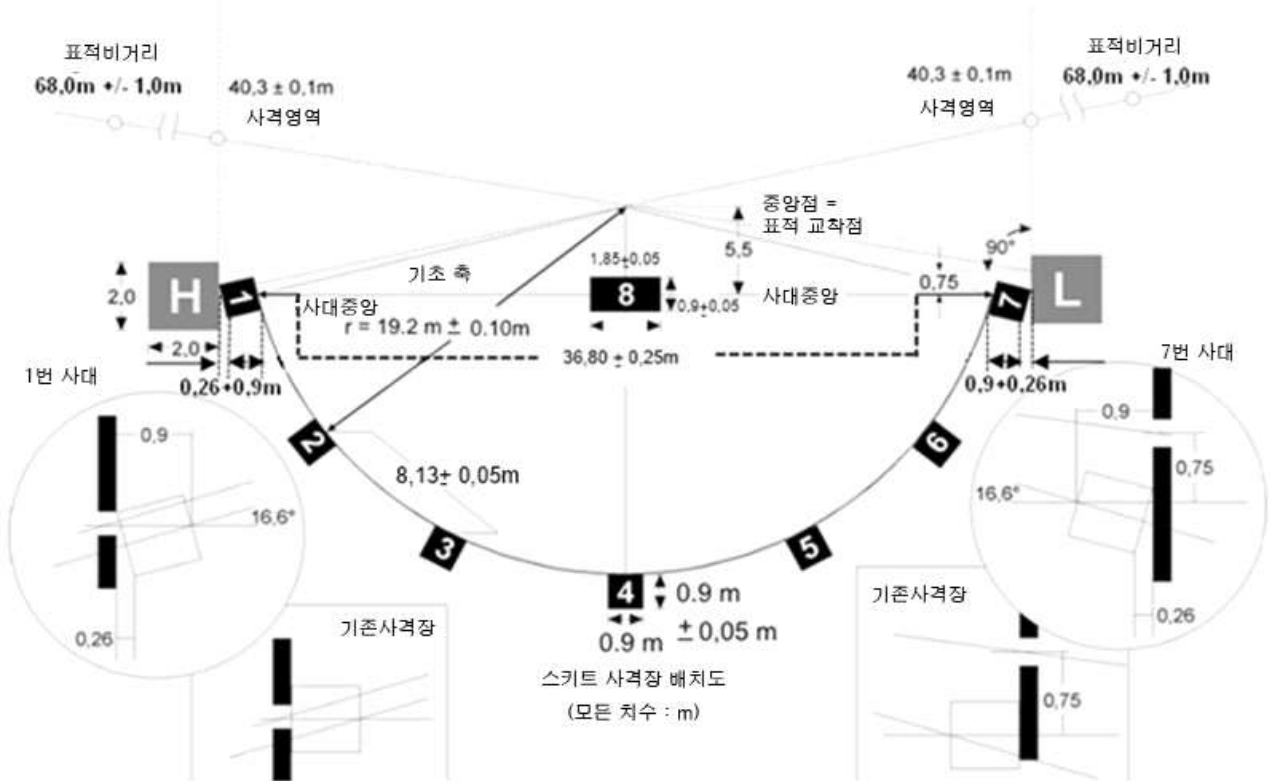 표적비거리
68,0m +/- 1,0m
40,3 ± 0,1m
사격영역
40,3 ± 0,1m
사격영역
표적비거리
68,0m +/- 1,0m
중앙점 =
표적 교착점
5,5
90°
1.85±0.05
H
1
2,0
2,0
기초 축
사대중앙
8
0,9±0,05
사대중앙
0,75
7
L
r = 19.2 m ± 0.10m
36,80 ± 0,25m
1번 사대
0,26+0,9m
0,9+0,26m
7번 사대
0,9
16,6°
0,26
2
8,13± 0,05m
3
4
0.9 m
± 0,05 m
0.9 m
5
6
0,9
0,75
16,6°
0,26
기존사격장
기존사격장
0,75
스키트 사격장 배치도
(모든 치수 : m)